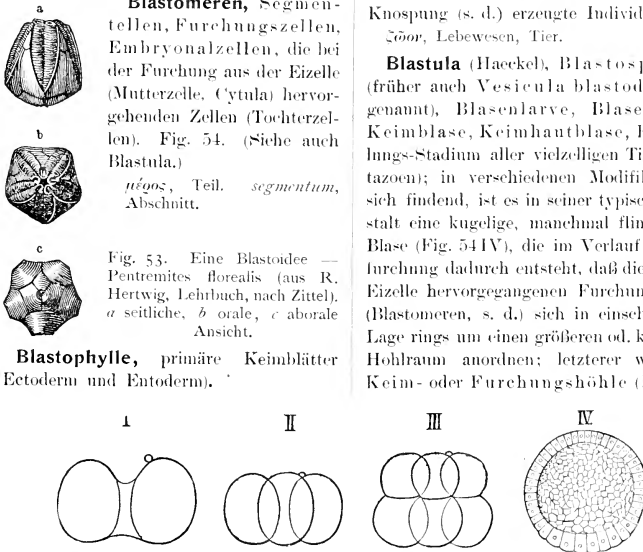 a
Blastomeren, Segmen-
tellen, Furchungszellen,
Embryonalzellen, die bei
der Furchung aus der Eizelle
(Mutterzelle, Cytula) hervor-
gehenden Zellen (Tochterzel-
len). Fig. 54. (Siehe auch
Blastula.)
μέρος, Teil. segmentum,
Abschnitt.
b
c
Fig. 53. Eine Blastoidee —
Pentremites florealis (aus R.
Hertwig, Lehrbuch, nach Zittel).
a seitliche, b orale, c aborale
Ansicht.
Blastophylle, primäre Keimblätter
Ectoderm und Entoderm).
Knospung (s. d.) erzeugte Individ
ζῶον, Lebewesen, Tier.
Blastula (Haeckel), Blastosp
(früher auch Vesicula blastod
genannt), Blasenlarve, Blase
Keimblase, Keimhautblase,
lungs-Stadium aller vielzelligen Ti
tazoen); in verschiedenen Modifi
sich findend, ist es in seiner typisc
stalt eine kugelige, manchmal flin
Blase (Fig. 54 IV), die im Verlauf
furchung dadurch entsteht, daß die
Eizelle hervorgegangenen Furchun
(Blastomeren, s. d.) sich in einsch
Lage rings um einen größeren od. k
Hohlraum anordnen; letzterer w
Keim- oder Furchungshöhle (
I II III IV